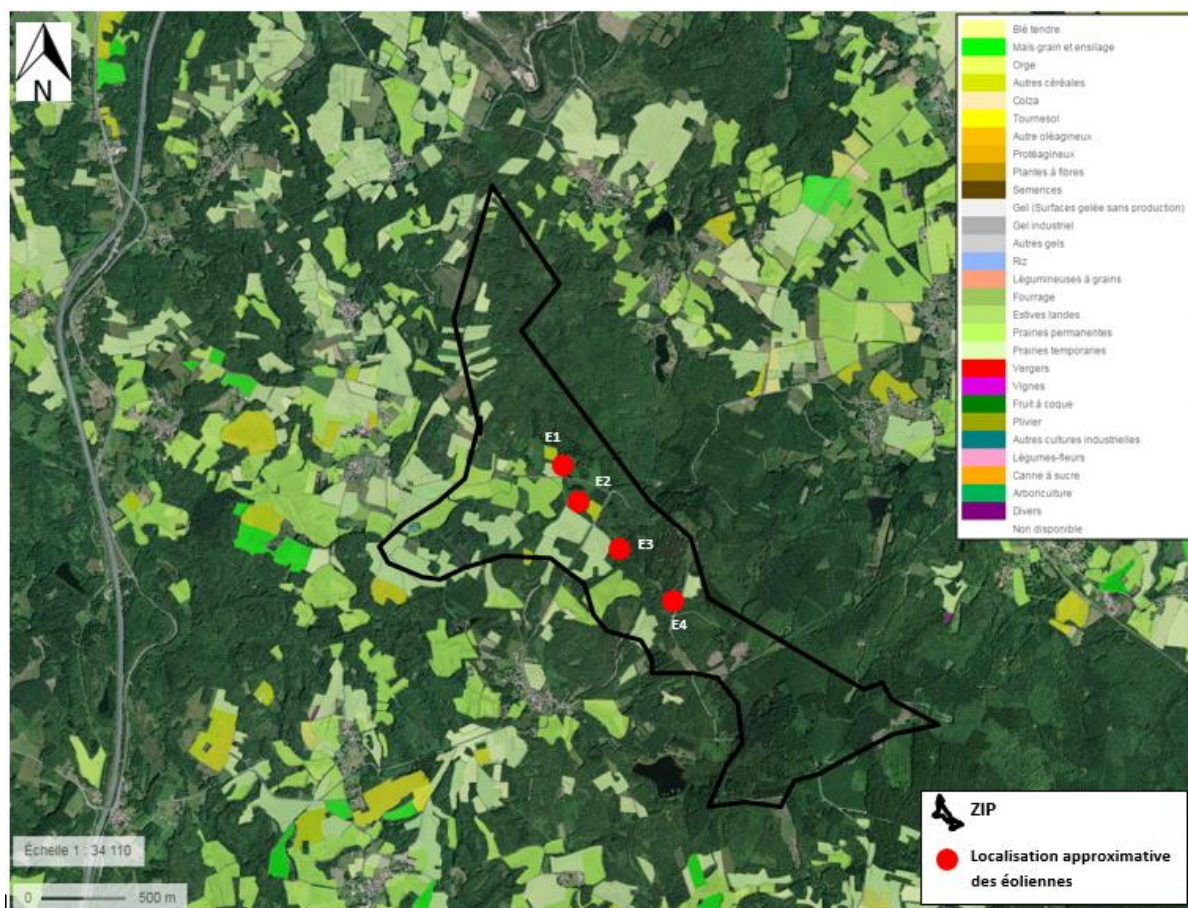 N
Blé tendre
Maïs grain et ensilage
Orge
Autres céréales
Colza
Tournesol
Autre oléagineux
Protéagineux
Plantes à fibres
Semences
Gel (Surfaces gelée sans production)
Gel industriel
Autres gels
Riz
Légumineuses à grains
Fourrage
Estives landes
Prairies permanentes
Prairies temporaries
Vergers
Vignes
Fruit à coque
Plivier
Autres cultures industrielles
Légumes-fleurs
Canne à sucre
Arboriculture
Divers
Non disponible
E1
E2
E3
E4
ZIP
Localisation approximative
des éoliennes
Échelle 1 : 34 110
0 500 m